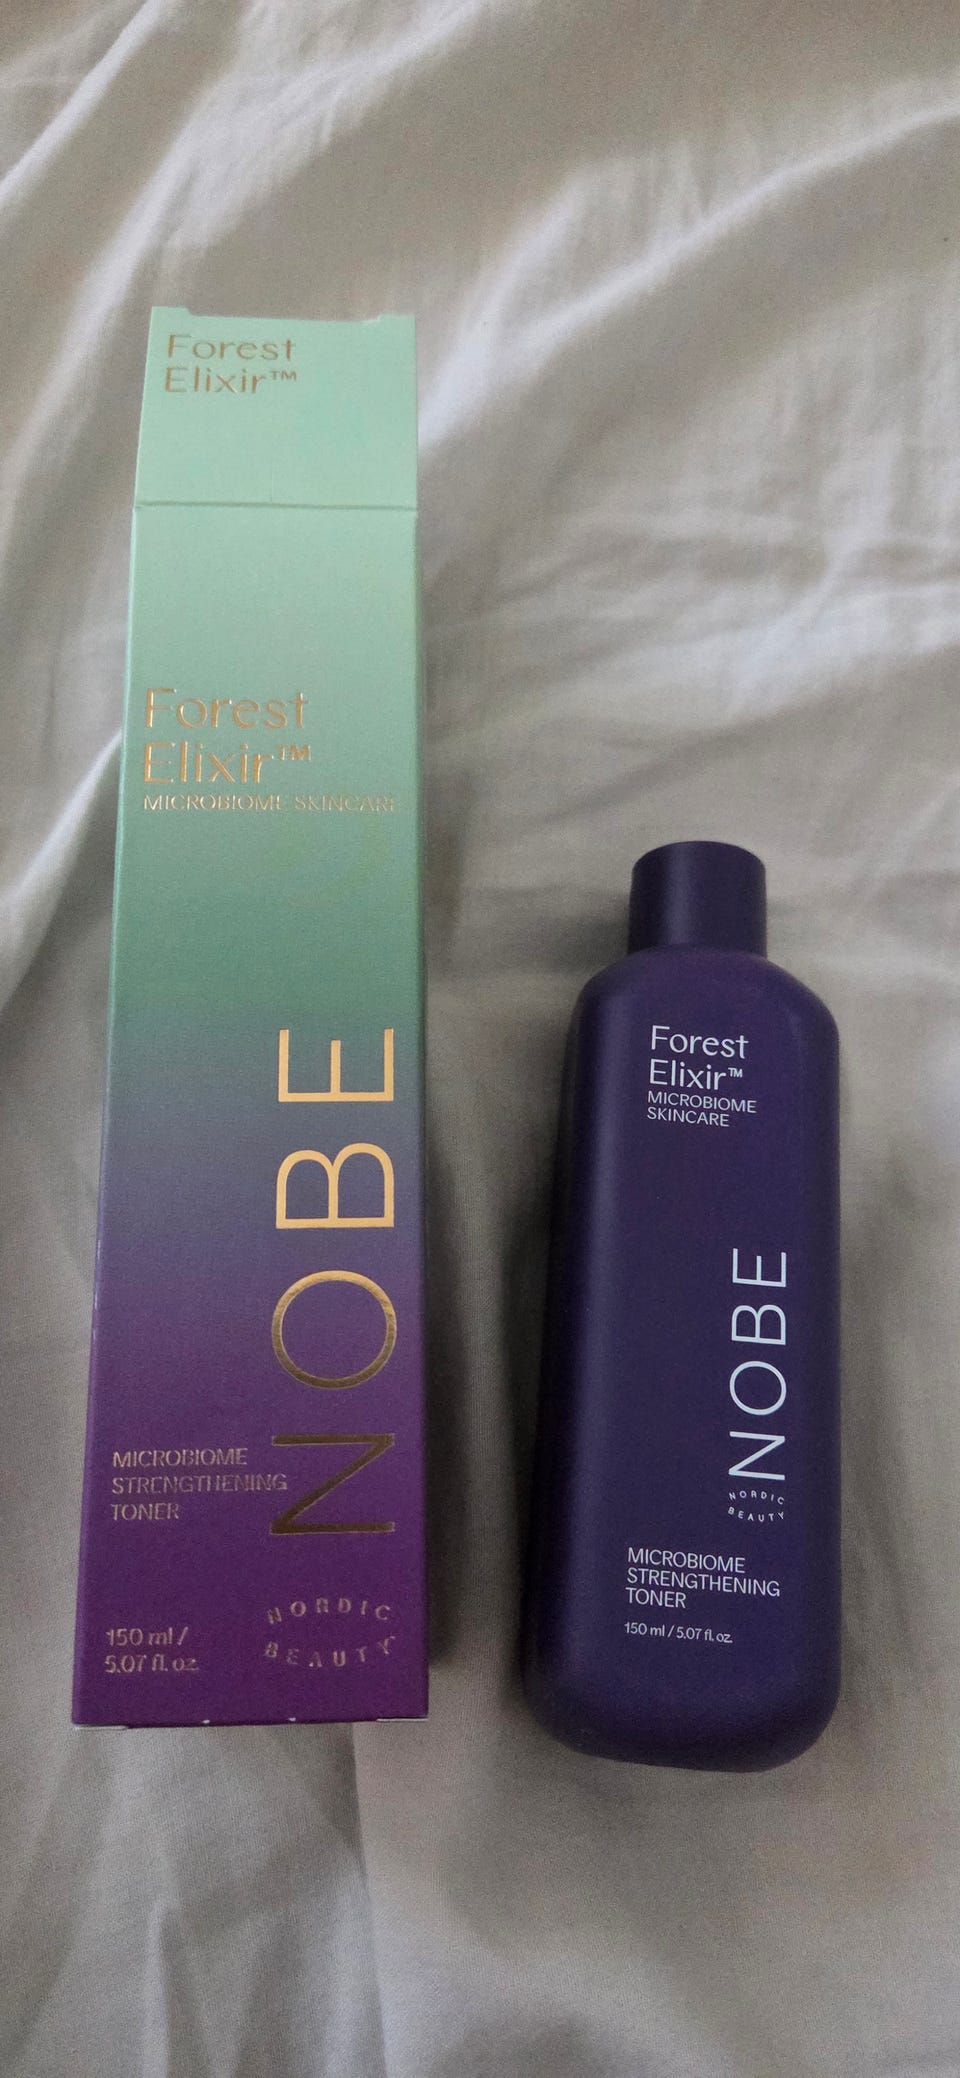 Forest
Elixir™
Forest
Elixir™
MICROBIOME SKINCARE
NOBE
NORDIC
BEAUTY
MICROBIOME
STRENGTHENING
TONER
150 ml /
5.07 fl. oz.
Forest
Elixir™
MICROBIOME
SKINCARE
NOBE
NORDIC
BEAUTY
MICROBIOME
STRENGTHENING
TONER
150 ml / 5.07 fl. oz.